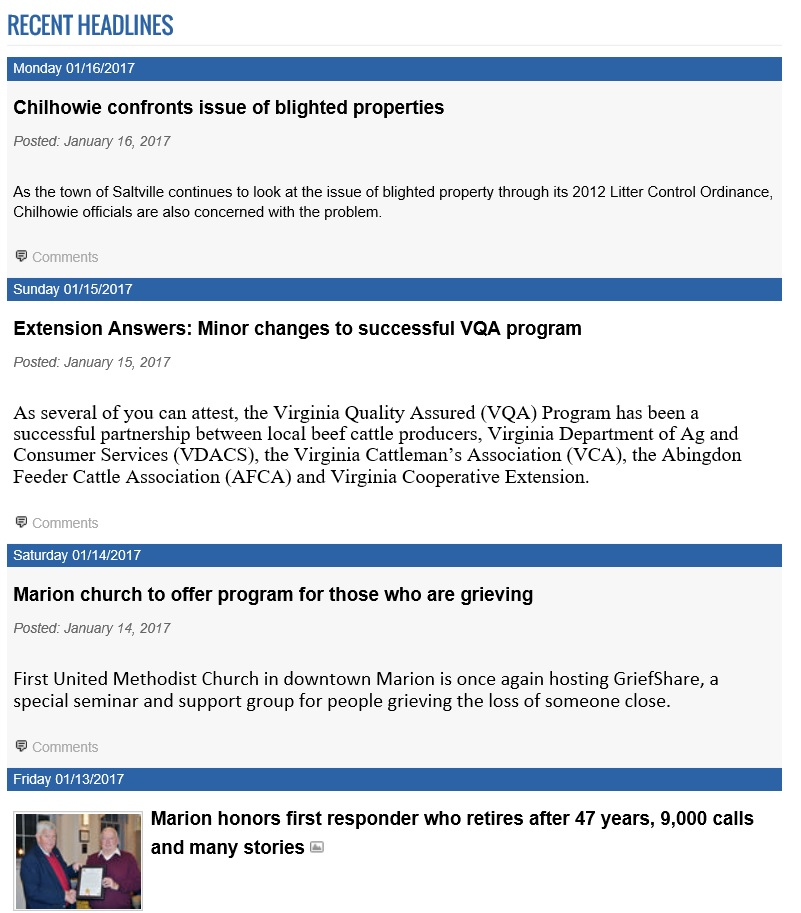 RECENT HEADLINES
Monday 01/16/2017
Chilhowie confronts issue of blighted properties
Posted: January 16, 2017
As the town of Saltville continues to look at the issue of blighted property through its 2012 Litter Control Ordinance,
Chilhowie officials are also concerned with the problem.
Comments
Sunday 01/15/2017
Extension Answers: Minor changes to successful VQA program
Posted: January 15, 2017
As several of you can attest, the Virginia Quality Assured (VQA) Program has been a
successful partnership between local beef cattle producers, Virginia Department of Ag and
Consumer Services (VDACS), the Virginia Cattleman’s Association (VCA), the Abingdon
Feeder Cattle Association (AFCA) and Virginia Cooperative Extension.
Comments
Saturday 01/14/2017
Marion church to offer program for those who are grieving
Posted: January 14, 2017
First United Methodist Church in downtown Marion is once again hosting GriefShare, a
special seminar and support group for people grieving the loss of someone close.
Comments
Friday 01/13/2017
Marion honors first responder who retires after 47 years, 9,000 calls
and many stories